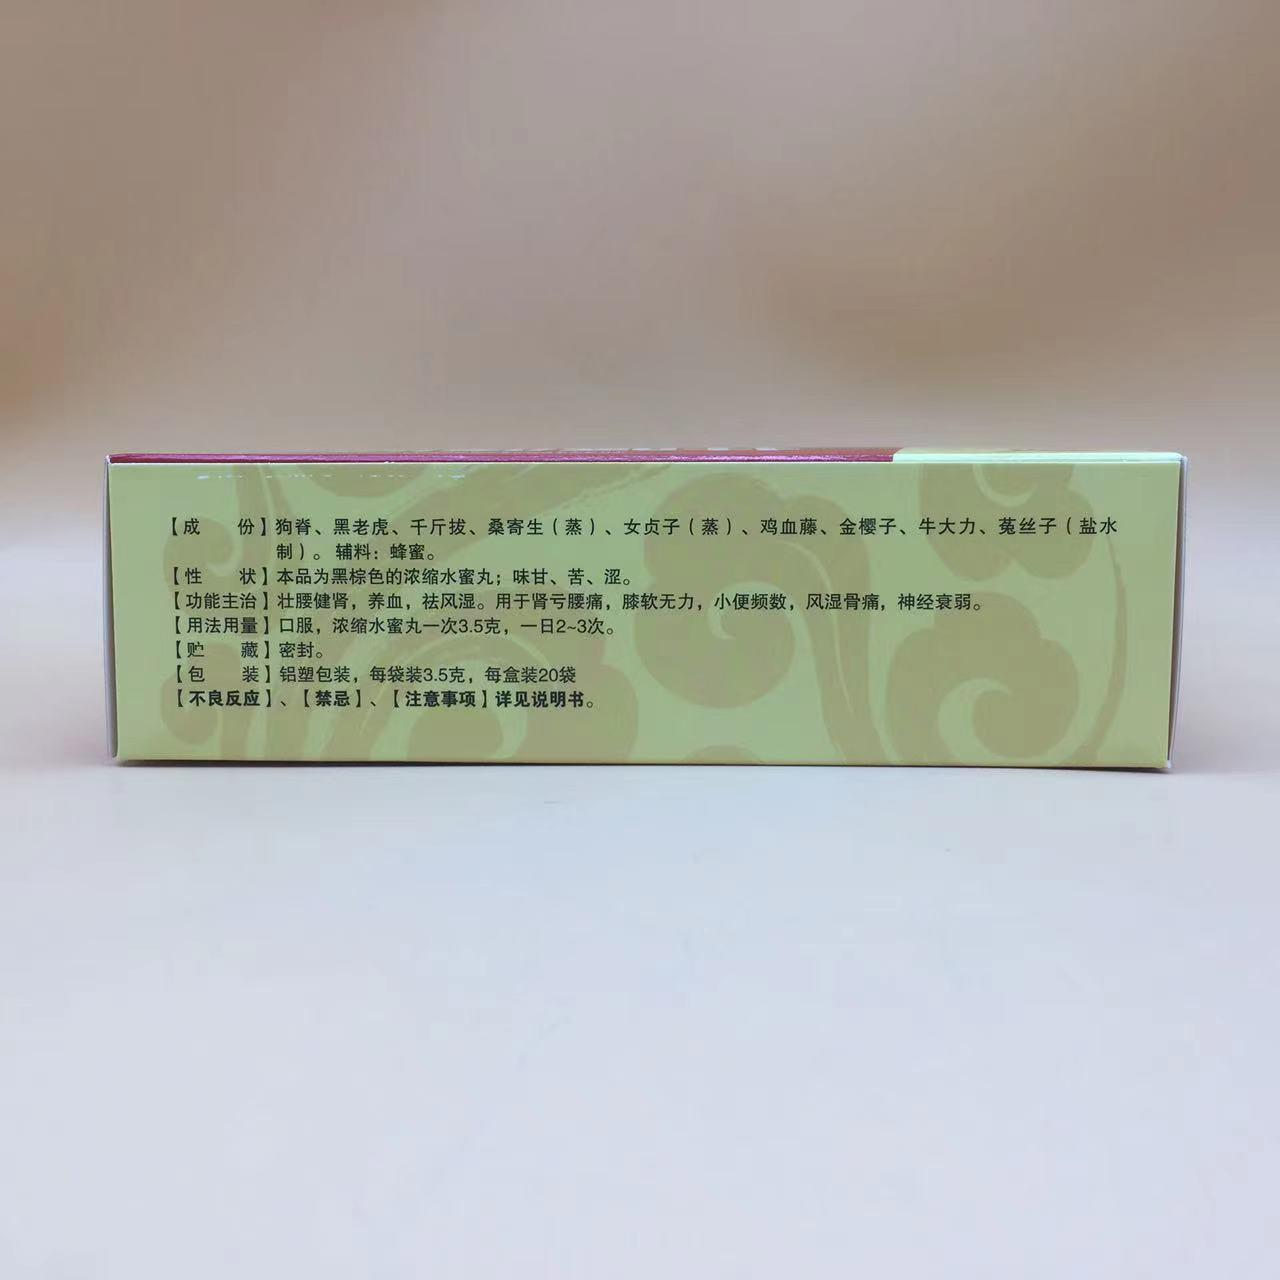 【成　　份】狗脊、黑老虎、千斤拔、桑寄生（蒸）、女贞子（蒸）、鸡血藤、金樱子、牛大力、菟丝子（盐水
制）。辅料：蜂蜜。
【性　　状】本品为黑棕色的浓缩水蜜丸；味甘、苦、涩。
【功能主治】壮腰健肾，养血，祛风湿。用于肾亏腰痛，膝软无力，小便频数，风湿骨痛，神经衰弱。
【用法用量】口服，浓缩水蜜丸一次3.5克，一日2~3次。
【贮　　藏】密封。
【包　　装】铝塑包装，每袋装3.5克，每盒装20袋
【不良反应】、【禁忌】、【注意事项】详见说明书。